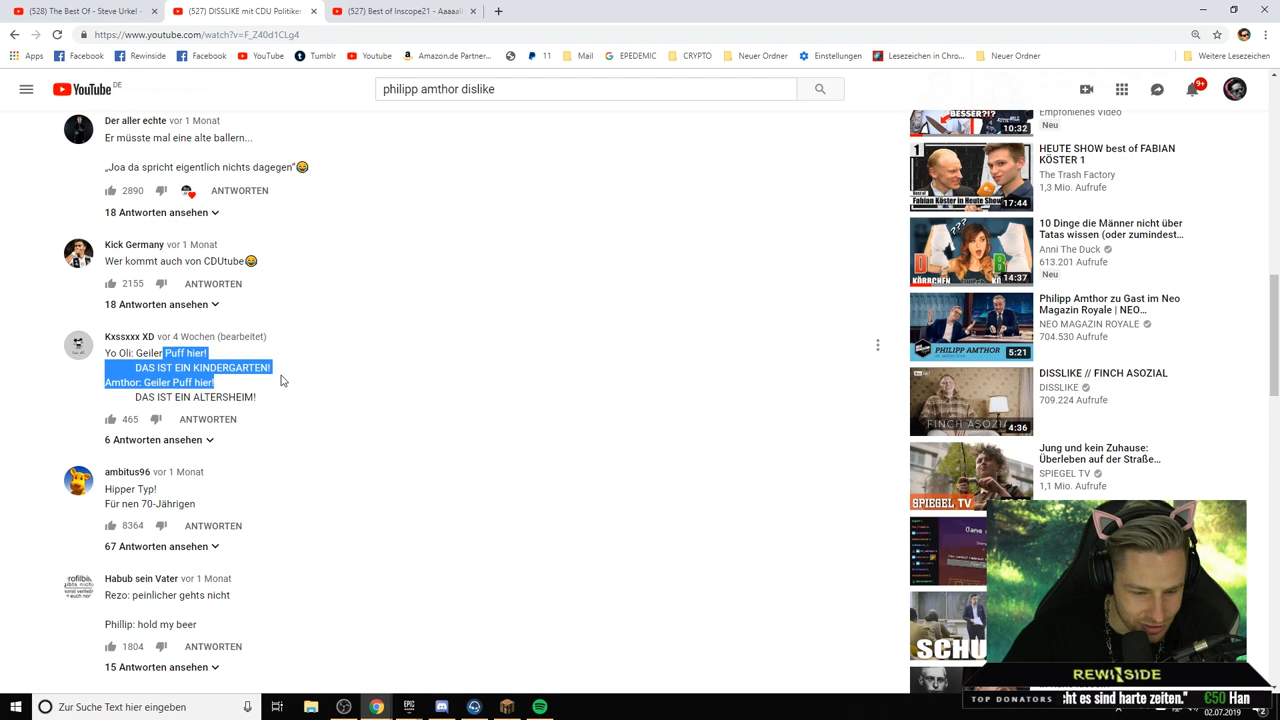 (528) The Best Of - Steve Urkel -
(527) DISSLIKE mit CDU Politiker
(527) Best of Inscope21 - Aaaaal
https://www.youtube.com/watch?v=F_Z40d1CLg4
Apps
Facebook
Rewinside
Facebook
YouTube
Tumblr
Youtube
Amazon.de Partner...
11
Mail
EPEDEMIC
CRYPTO
Neuer Ordner
Einstellungen
Lesezeichen in Chro...
Neuer Ordner
Weitere Lesezeichen
YouTube DE
philipp amthor dislike
9+
Der aller echte vor 1 Monat
Er müsste mal eine alte ballern...
„Joa da spricht eigentlich nichts dagegen“😂
2890 ANTWORTEN
18 Antworten ansehen
Kick Germany vor 1 Monat
Wer kommt auch von CDUtube😂
2155 ANTWORTEN
18 Antworten ansehen
Kxssxxx XD vor 4 Wochen (bearbeitet)
Yo Oli: Geiler Puff hier!
DAS IST EIN KINDERGARTEN!
Amthor: Geiler Puff hier!
DAS IST EIN ALTERSHEIM!
465 ANTWORTEN
6 Antworten ansehen
ambitus96 vor 1 Monat
Hipper Typ!
Für nen 70-Jährigen
8364 ANTWORTEN
67 Antworten ansehen
Habub sein Vater vor 1 Monat
Rezo: peinlicher gehts nicht
Phillip: hold my beer
1804 ANTWORTEN
15 Antworten ansehen
BESSER?!?
10:32
Empfohlenes Video
Neu
1
Best of
Fabian Köster in Heute Show
17:44
HEUTE SHOW best of FABIAN
KÖSTER 1
The Trash Factory
1,3 Mio. Aufrufe
???
D
B
KÖRBCHEN
14:37
10 Dinge die Männer nicht über
Tatas wissen (oder zumindest...
Anni The Duck
613.201 Aufrufe
Neu
PHILIPP AMTHOR
5:21
Philipp Amthor zu Gast im Neo
Magazin Royale | NEO...
NEO MAGAZIN ROYALE
704.530 Aufrufe
FINCH ASOZIA
4:36
DISSLIKE // FINCH ASOZIAL
DISSLIKE
709.224 Aufrufe
SPIEGEL TV
Jung und kein Zuhause:
Überleben auf der Straße...
SPIEGEL TV
1,1 Mio. Aufrufe
SCHU
REWINSIDE
TOP DONATORS
ht es sind harte zeiten." €50 Han
Zur Suche Text hier eingeben
EPIC
02.07.2019
2